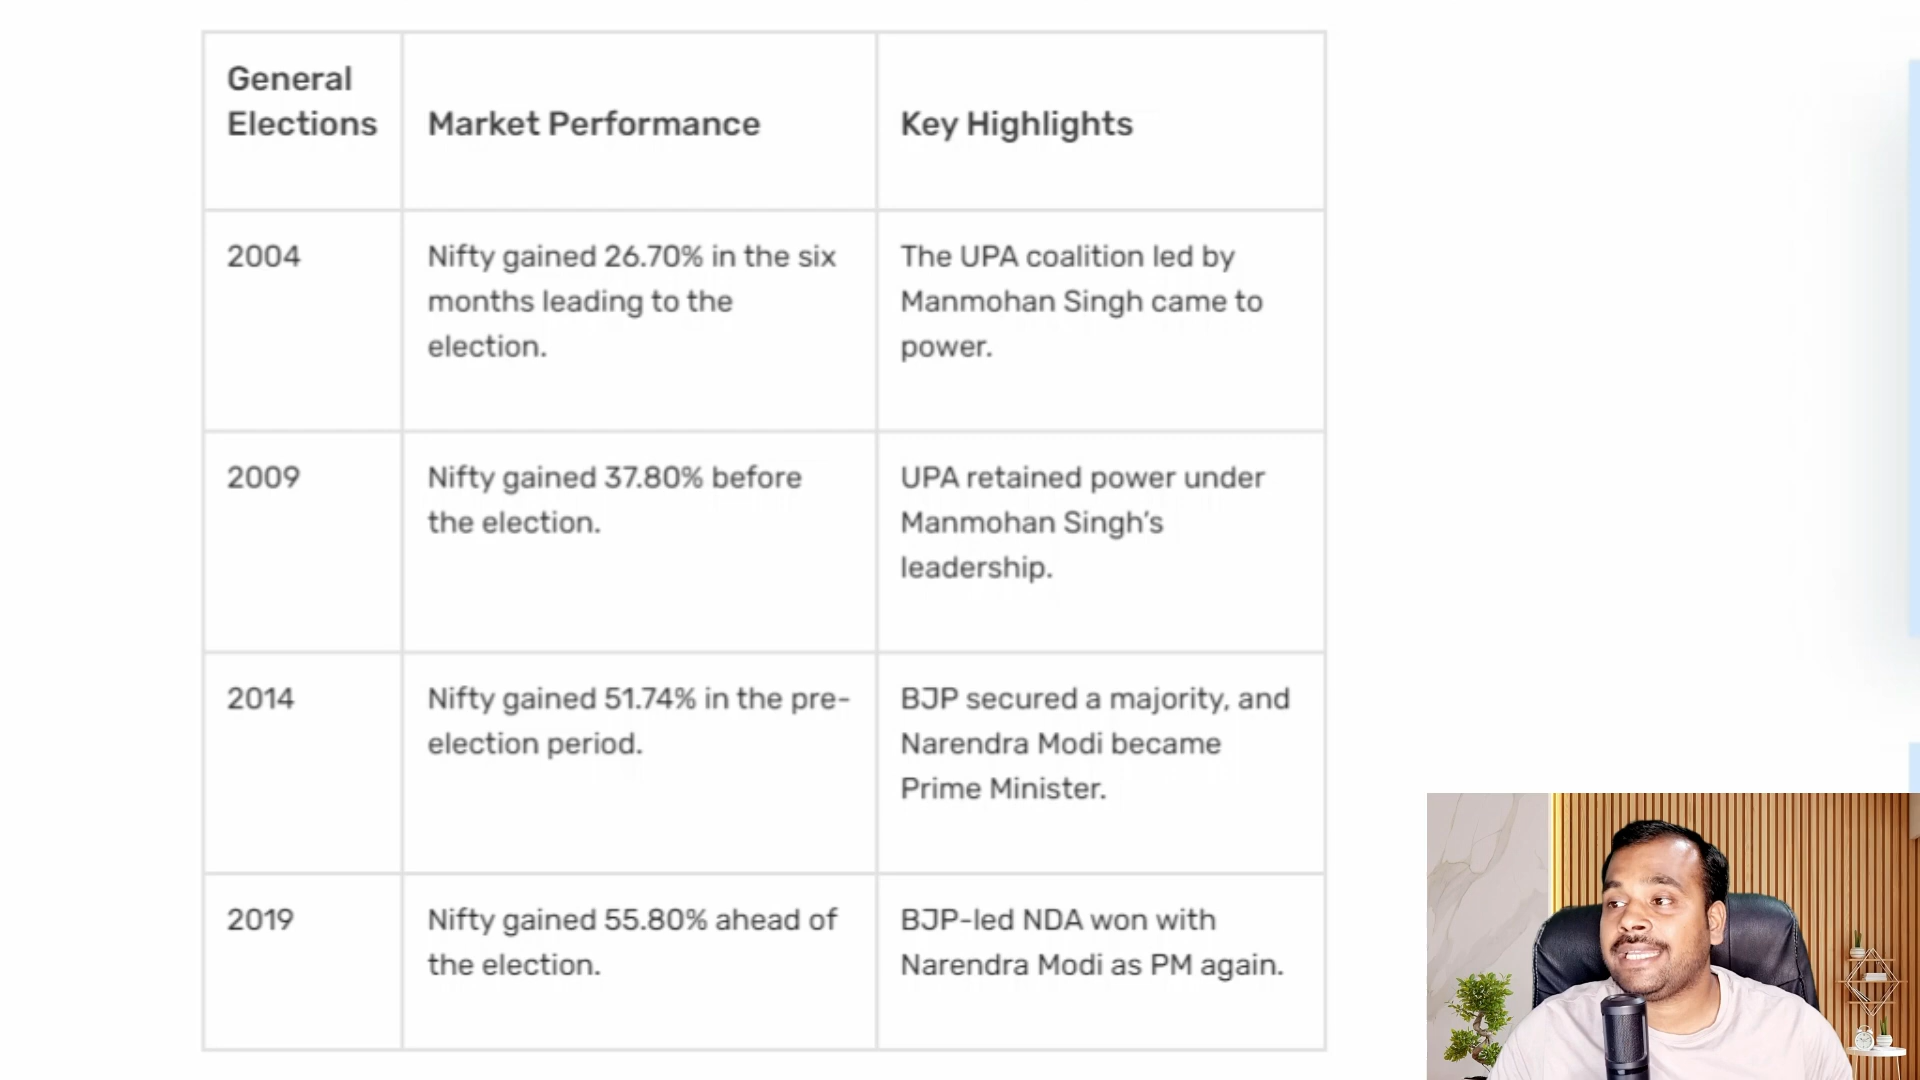 General
Elections
Market Performance
Key Highlights
2004
Nifty gained 26.70% in the six
months leading to the
election.
The UPA coalition led by
Manmohan Singh came to
power.
2009
Nifty gained 37.80% before
the election.
UPA retained power under
Manmohan Singh’s
leadership.
2014
Nifty gained 51.74% in the pre-
election period.
BJP secured a majority, and
Narendra Modi became
Prime Minister.
2019
Nifty gained 55.80% ahead of
the election.
BJP-led NDA won with
Narendra Modi as PM again.